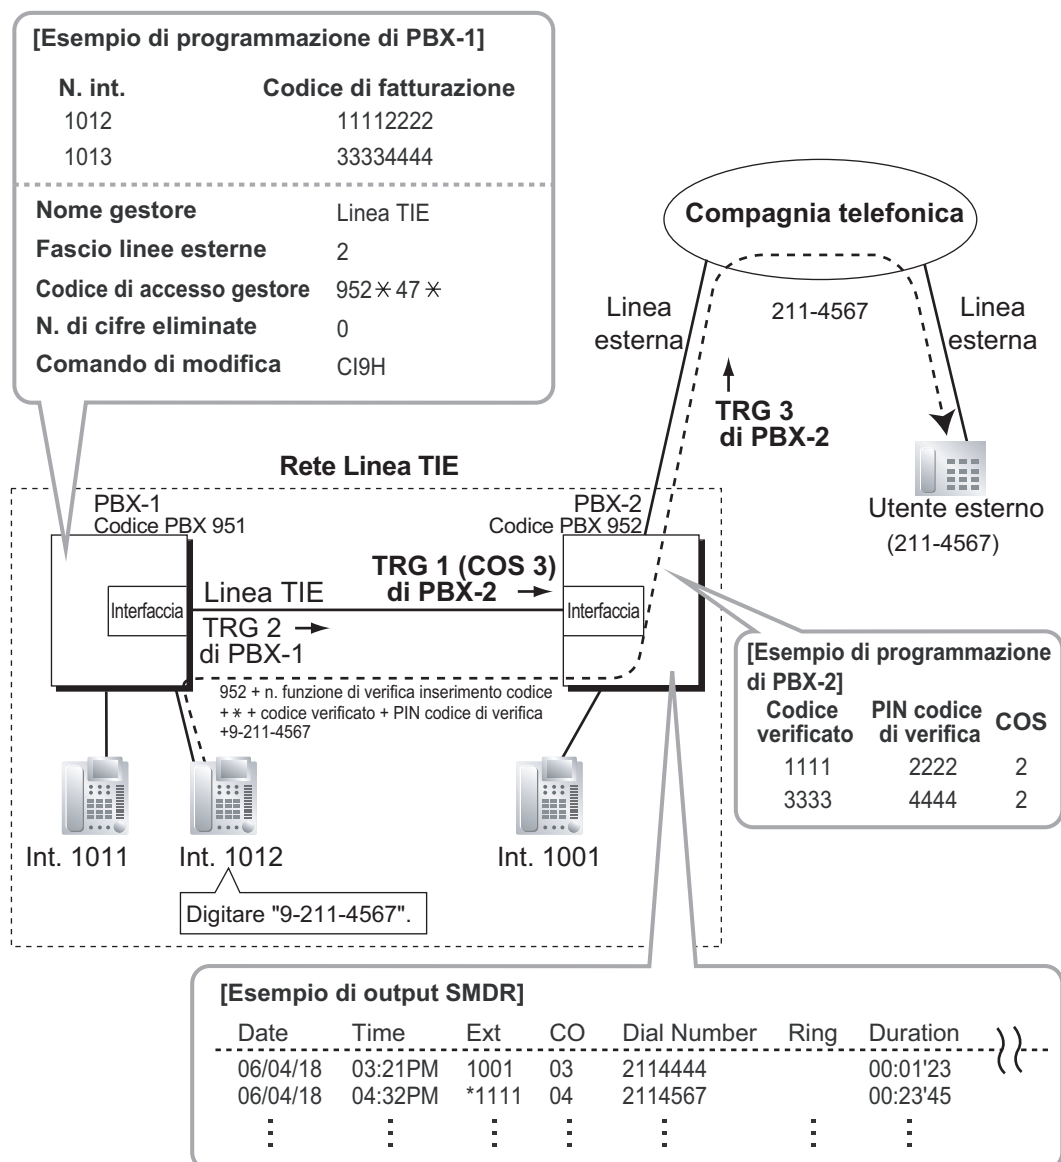 [Esempio di programmazione di PBX-1]
N. int. Codice di fatturazione
1012 11112222
1013 33334444
Nome gestore Linea TIE
Fascio linee esterne 2
Codice di accesso gestore 952*47*
N. di cifre eliminate 0
Comando di modifica CI9H
Compagnia telefonica
Linea esterna
211-4567
Linea esterna
TRG 3
di PBX-2
Utente esterno
(211-4567)
Rete Linea TIE
PBX-1
Codice PBX 951
PBX-2
Codice PBX 952
Interfaccia
Linea TIE
TRG 2
di PBX-1
TRG 1 (COS 3)
di PBX-2
Interfaccia
952 + n. funzione di verifica inserimento codice
+ * + codice verificato + PIN codice di verifica
+9-211-4567
[Esempio di programmazione
di PBX-2]
Codice verificato PIN codice di verifica COS
1111 2222 2
3333 4444 2
Int. 1011
Int. 1012
Int. 1001
Digitare "9-211-4567".
[Esempio di output SMDR]
Date Time Ext CO Dial Number Ring Duration
06/04/18 03:21PM 1001 03 2114444 00:01'23
06/04/18 04:32PM *1111 04 2114567 00:23'45